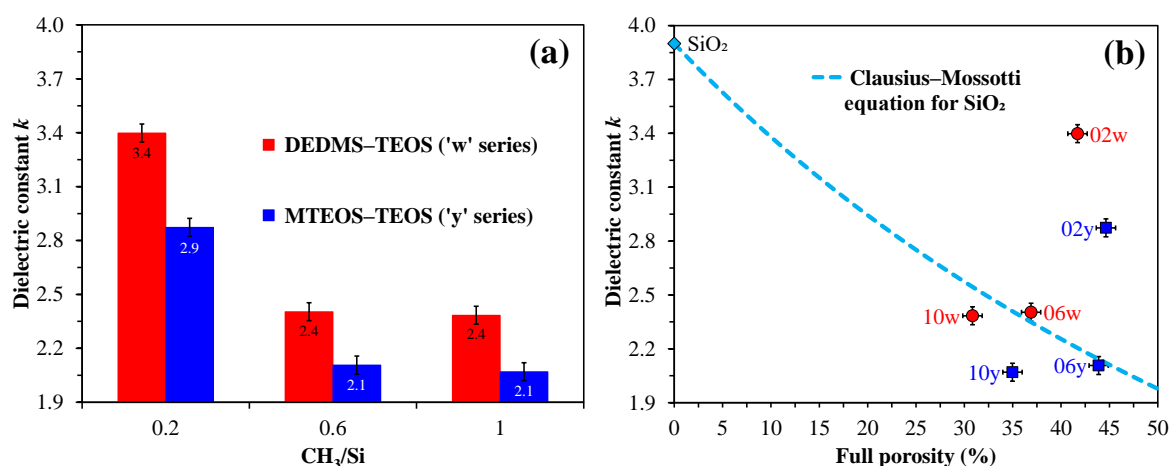 (a)
Dielectric constant k
4.0
3.7
3.4
3.1
2.8
2.5
2.2
1.9
DEDMS–TEOS ('w' series)
MTEOS–TEOS ('y' series)
3.4
2.9
2.4
2.1
2.4
2.1
0.2
0.6
1
CH₃/Si
(b)
Dielectric constant k
4.0
3.7
3.4
3.1
2.8
2.5
2.2
1.9
SiO₂
Clausius–Mossotti
equation for SiO₂
02w
02y
10w
06w
10y
06y
0
5
10
15
20
25
30
35
40
45
50
Full porosity (%)